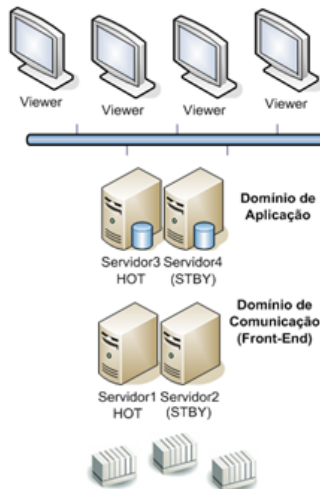 Viewer
Viewer
Viewer
Viewer
Domínio de
Aplicação
Servidor3
HOT
Servidor4
(STBY)
Domínio de
Comunicação
(Front-End)
Servidor1
HOT
Servidor2
(STBY)